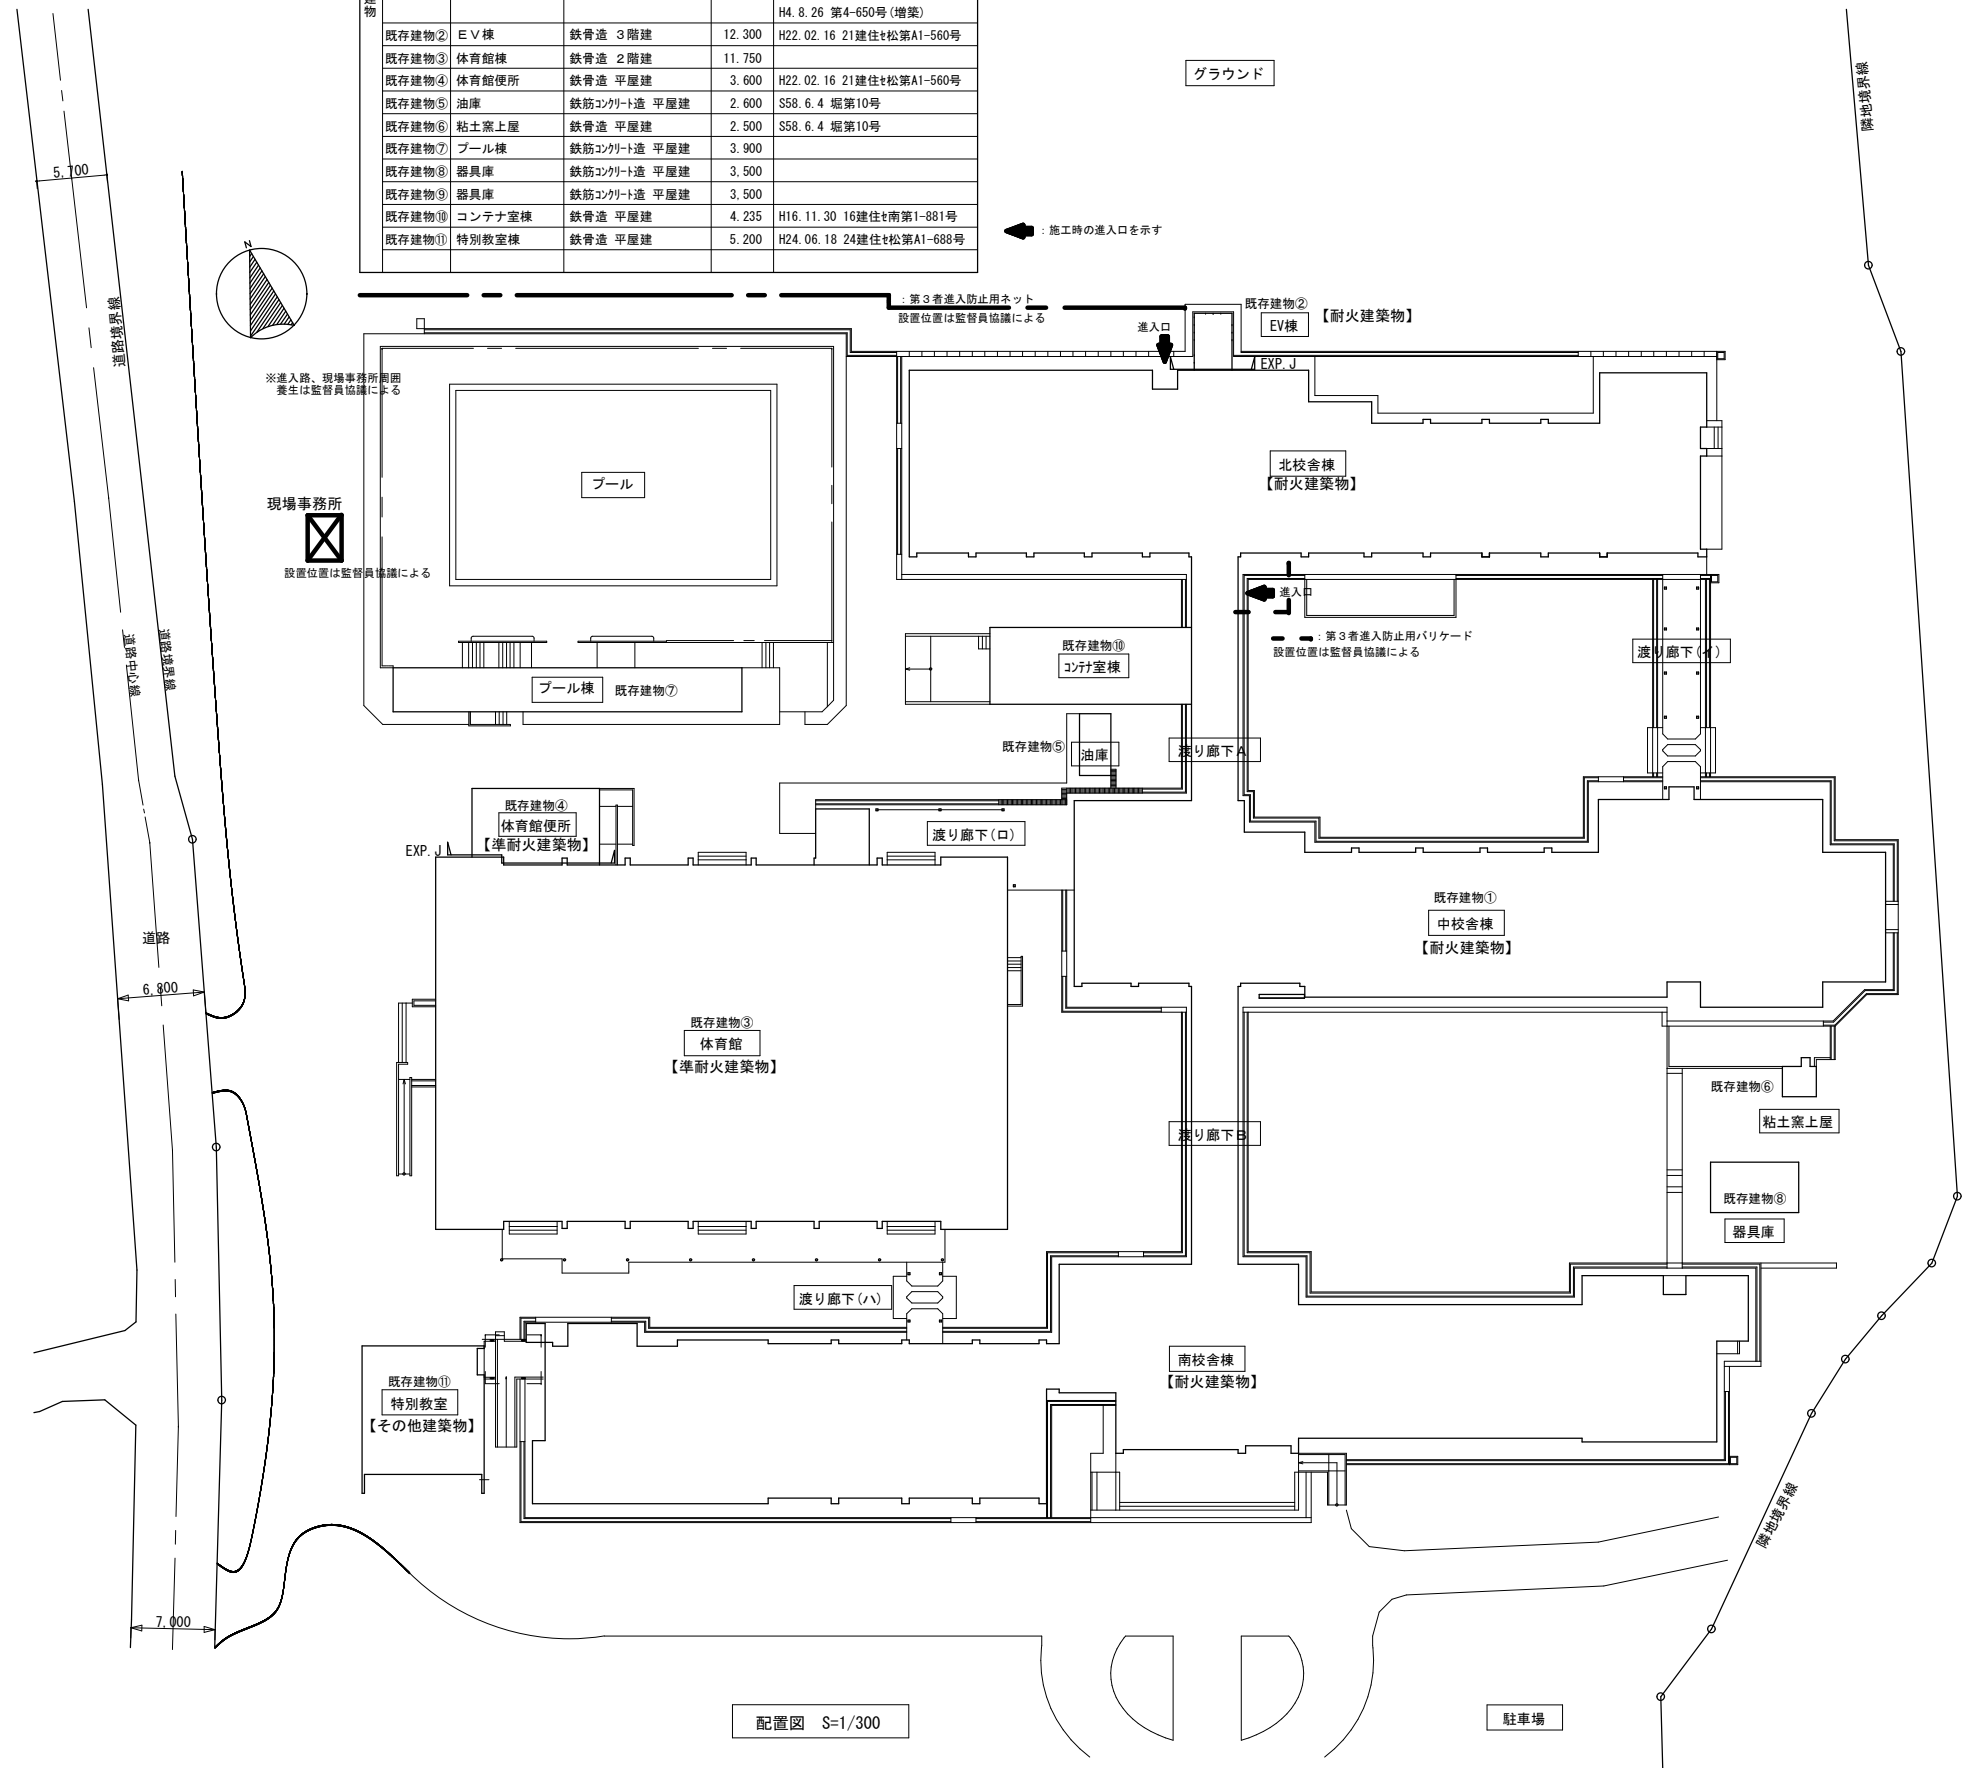 建物
H4.8.26 第4-650号(増築)
既存建物② EV棟 鉄骨造 3階建 12.300 H22.02.16 21建住ｾ松第A1-560号
既存建物③ 体育館棟 鉄骨造 2階建 11.750
既存建物④ 体育館便所 鉄骨造 平屋建 3.600 H22.02.16 21建住ｾ松第A1-560号
既存建物⑤ 油庫 鉄筋ｺﾝｸﾘｰﾄ造 平屋建 2.600 S58.6.4 堀第10号
既存建物⑥ 粘土窯上屋 鉄骨造 平屋建 2.500 S58.6.4 堀第10号
既存建物⑦ プール棟 鉄筋ｺﾝｸﾘｰﾄ造 平屋建 3.900
既存建物⑧ 器具庫 鉄筋ｺﾝｸﾘｰﾄ造 平屋建 3,500
既存建物⑨ 器具庫 鉄筋ｺﾝｸﾘｰﾄ造 平屋建 3,500
既存建物⑩ コンテナ室棟 鉄骨造 平屋建 4.235 H16.11.30 16建住ｾ南第1-881号
既存建物⑪ 特別教室棟 鉄骨造 平屋建 5.200 H24.06.18 24建住ｾ松第A1-688号
グラウンド
隣地境界線
：施工時の進入口を示す
5,700
N
道路境界線
：第3者進入防止用ネット
設置位置は監督員協議による
進入口
既存建物②
EV棟
【耐火建築物】
EXP.J
※進入路、現場事務所周囲
養生は監督員協議による
プール
北校舎棟
【耐火建築物】
現場事務所
設置位置は監督員協議による
進入口
：第3者進入防止用バリケード
設置位置は監督員協議による
渡り廊下(イ)
既存建物⑩
ｺﾝﾃﾅ室棟
道路中心線
道路境界線
プール棟
既存建物⑦
既存建物⑤
油庫
渡り廊下A
既存建物④
体育館便所
【準耐火建築物】
EXP.J
渡り廊下(ロ)
既存建物①
中校舎棟
【耐火建築物】
道路
6,800
既存建物③
体育館
【準耐火建築物】
既存建物⑥
粘土窯上屋
渡り廊下B
既存建物⑧
器具庫
渡り廊下(ハ)
南校舎棟
【耐火建築物】
既存建物⑪
特別教室
【その他建築物】
隣地境界線
7,000
配置図 S=1/300
駐車場